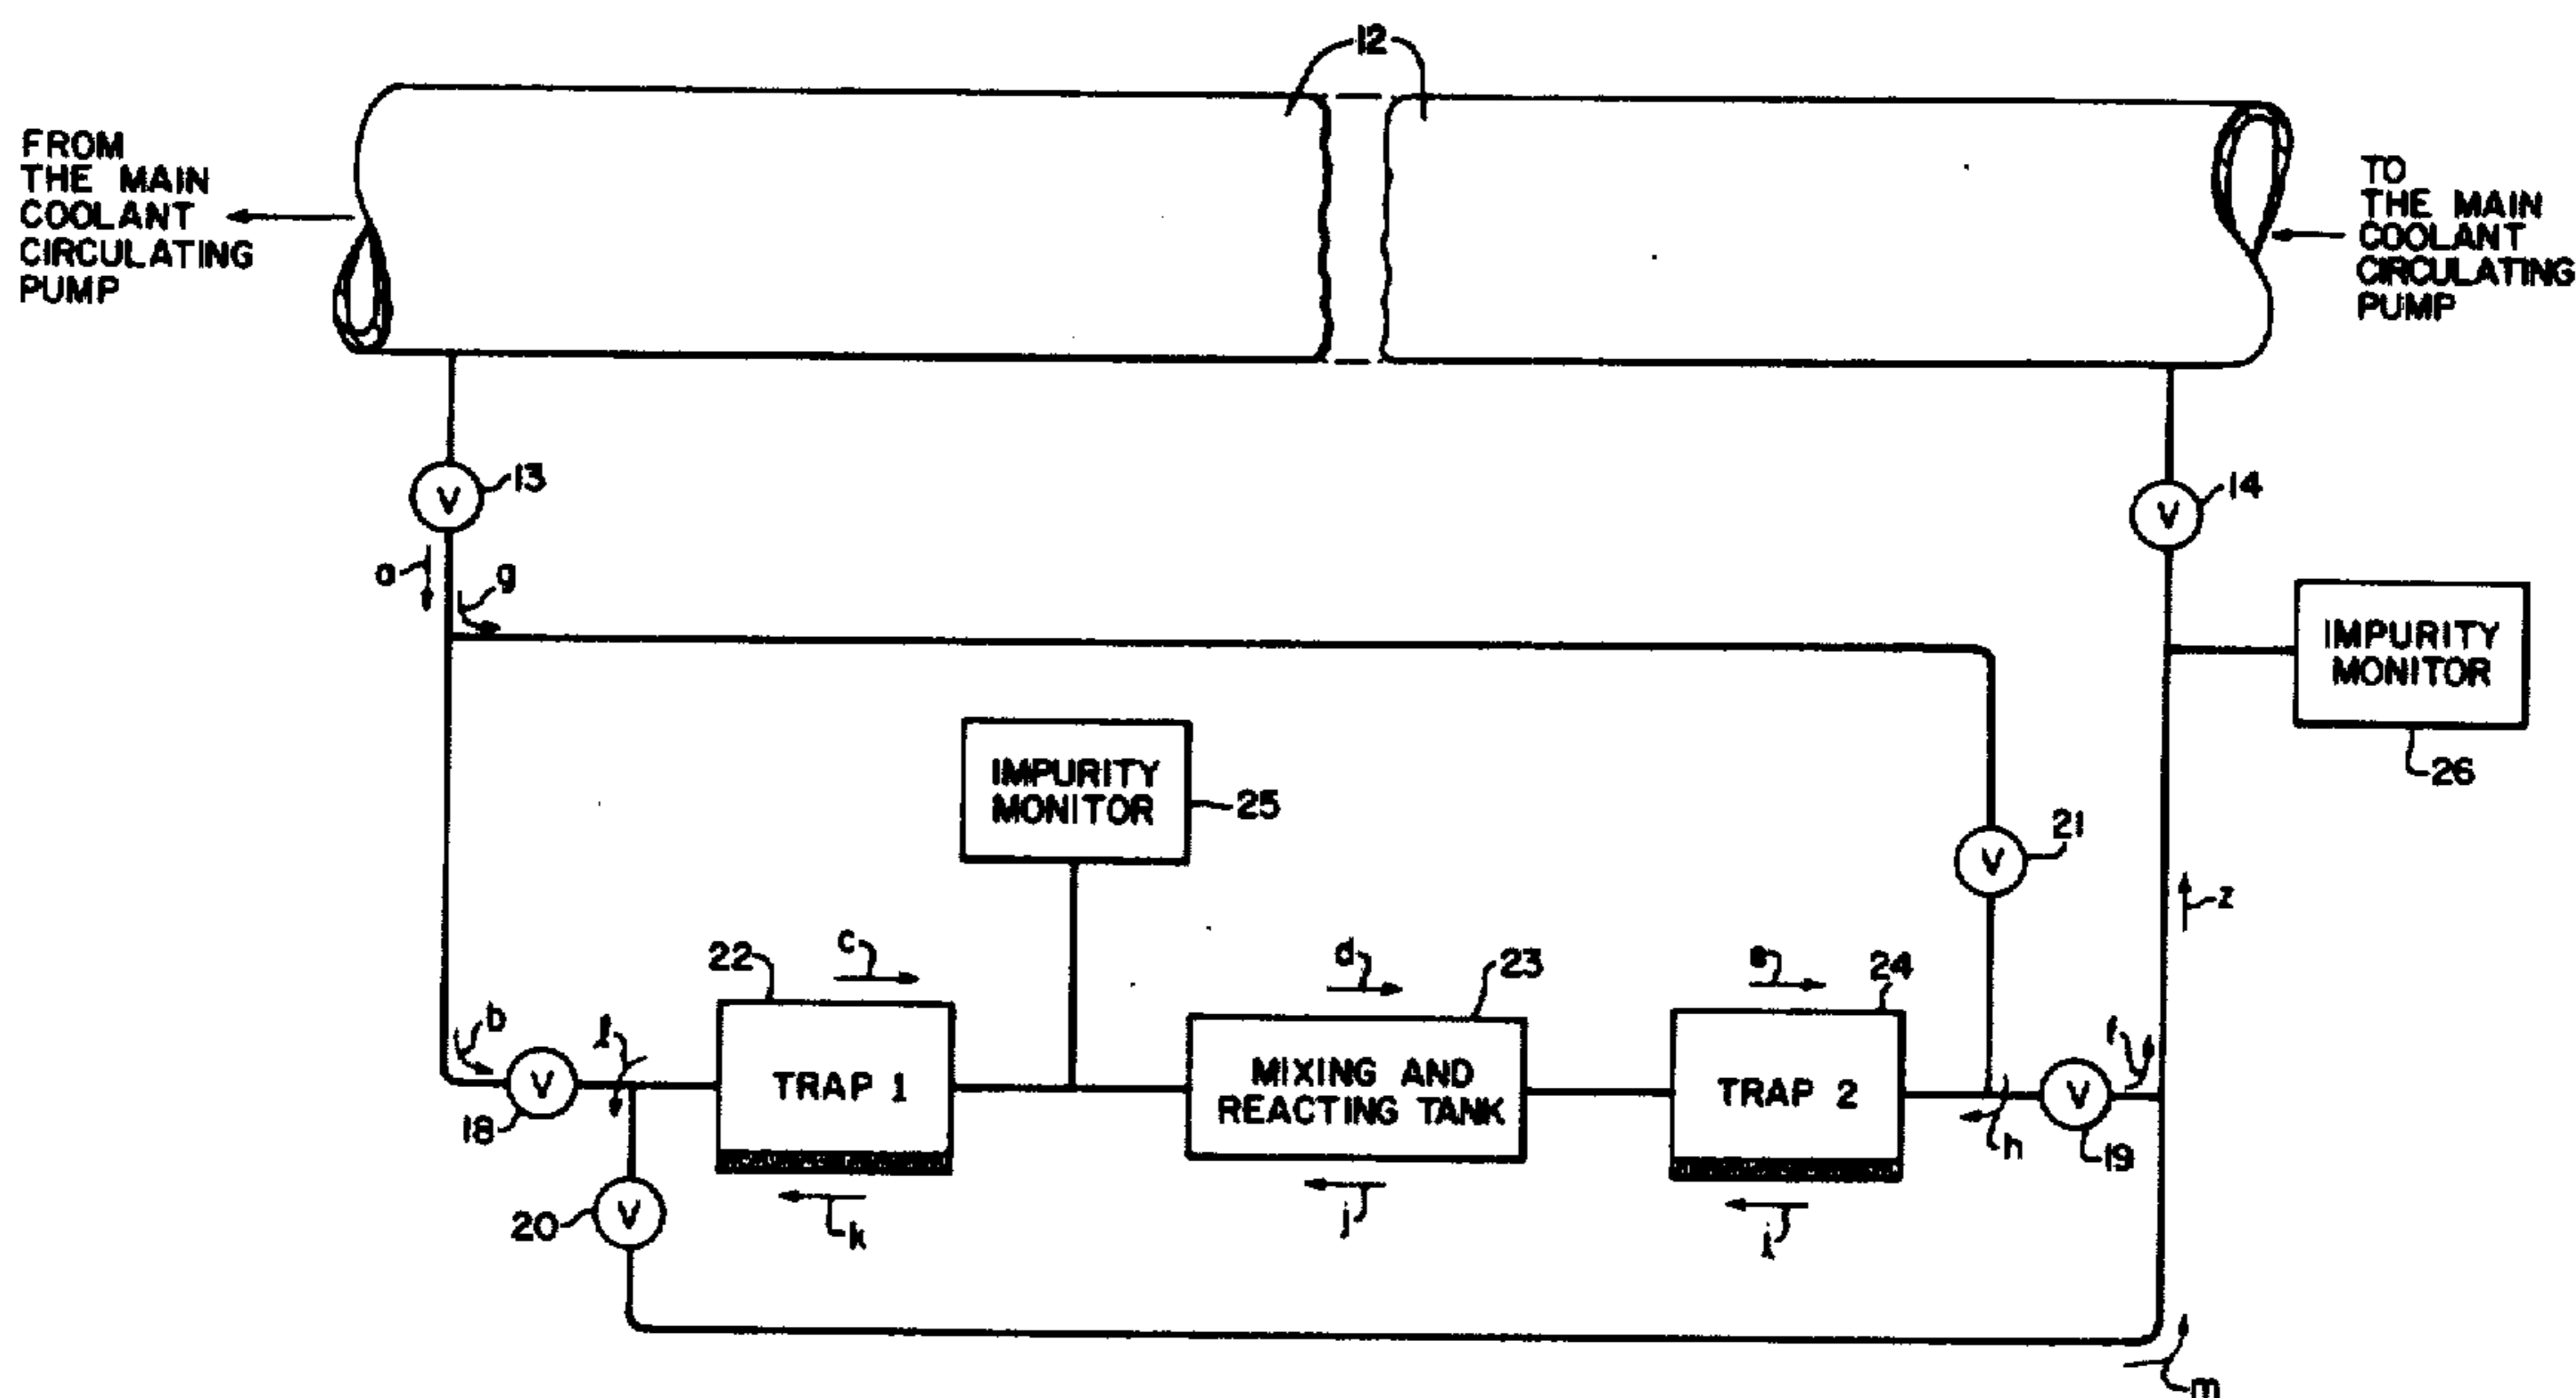 12
FROM
THE MAIN
COOLANT
CIRCULATING
PUMP
TO
THE MAIN
COOLANT
CIRCULATING
PUMP
V
13
V
14
a
g
IMPURITY
MONITOR
26
IMPURITY
MONITOR
25
V
21
z
b
V
18
l
22
c
TRAP 1
k
d
23
MIXING AND
REACTING TANK
j
e
24
TRAP 2
i
h
V
19
f
V
20
m